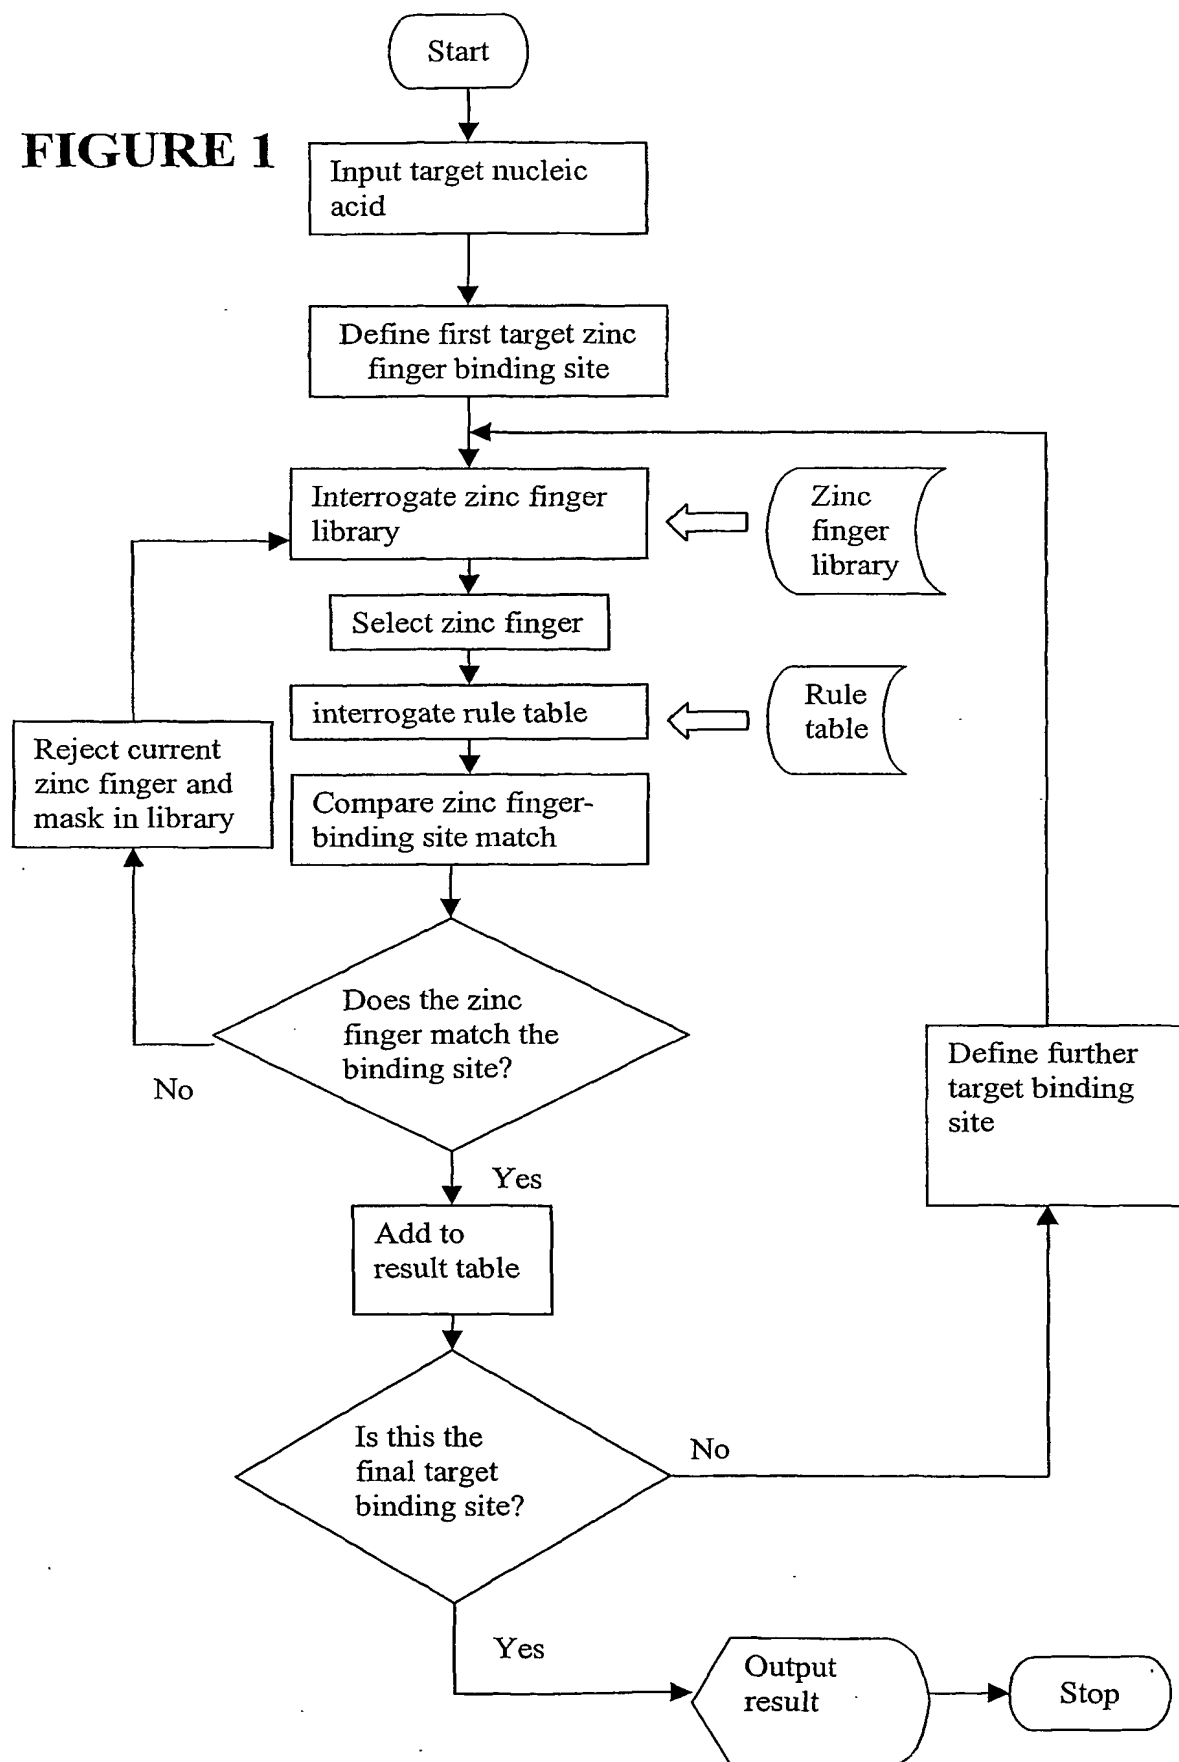 Start
FIGURE 1
Input target nucleic
acid
Define first target zinc
finger binding site
Interrogate zinc finger
library
Zinc
finger
library
Select zinc finger
interrogate rule table
Rule
table
Reject current
zinc finger and
mask in library
Compare zinc finger-
binding site match
Does the zinc
finger match the
binding site?
No
Define further
target binding
site
Yes
Add to
result table
Is this the
final target
binding site?
No
Yes
Output
result
Stop